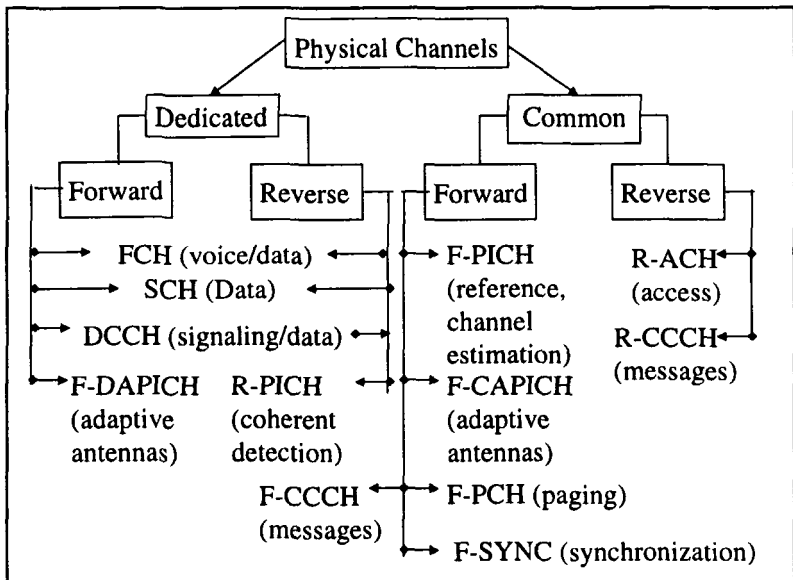 Physical Channels
Dedicated
Common
Forward
Reverse
Forward
Reverse
FCH (voice/data)
SCH (Data)
DCCH (signaling/data)
F-DAPICH
(adaptive
antennas)
R-PICH
(coherent
detection)
F-PICH
(reference,
channel
estimation)
F-CAPICH
(adaptive
antennas)
F-CCCH
(messages)
F-PCH (paging)
F-SYNC (synchronization)
R-ACH
(access)
R-CCCH
(messages)